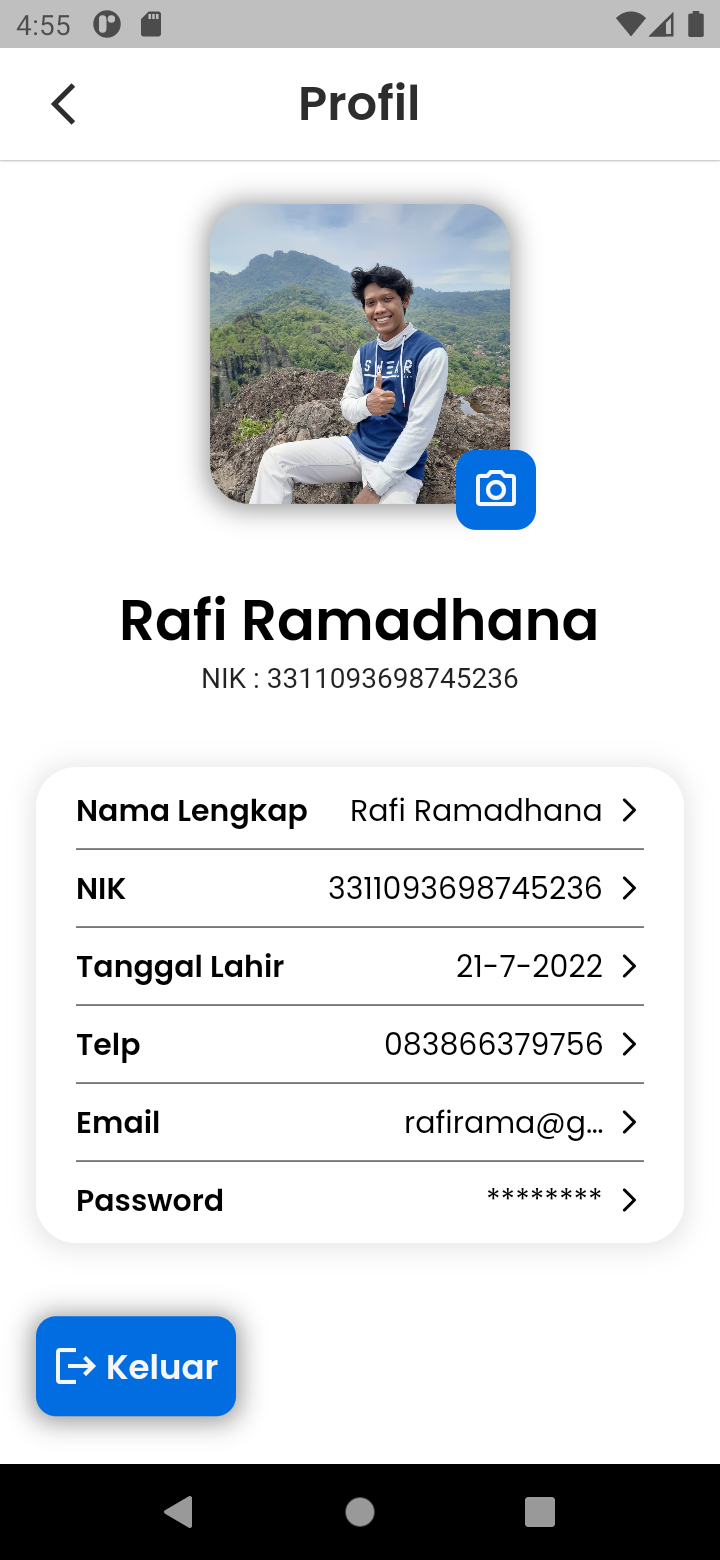 4:55
Profil
SWEAR
Rafi Ramadhana
NIK : 3311093698745236
Nama Lengkap Rafi Ramadhana
NIK 3311093698745236
Tanggal Lahir 21-7-2022
Telp 083866379756
Email rafirama@g...
Password ********
Keluar